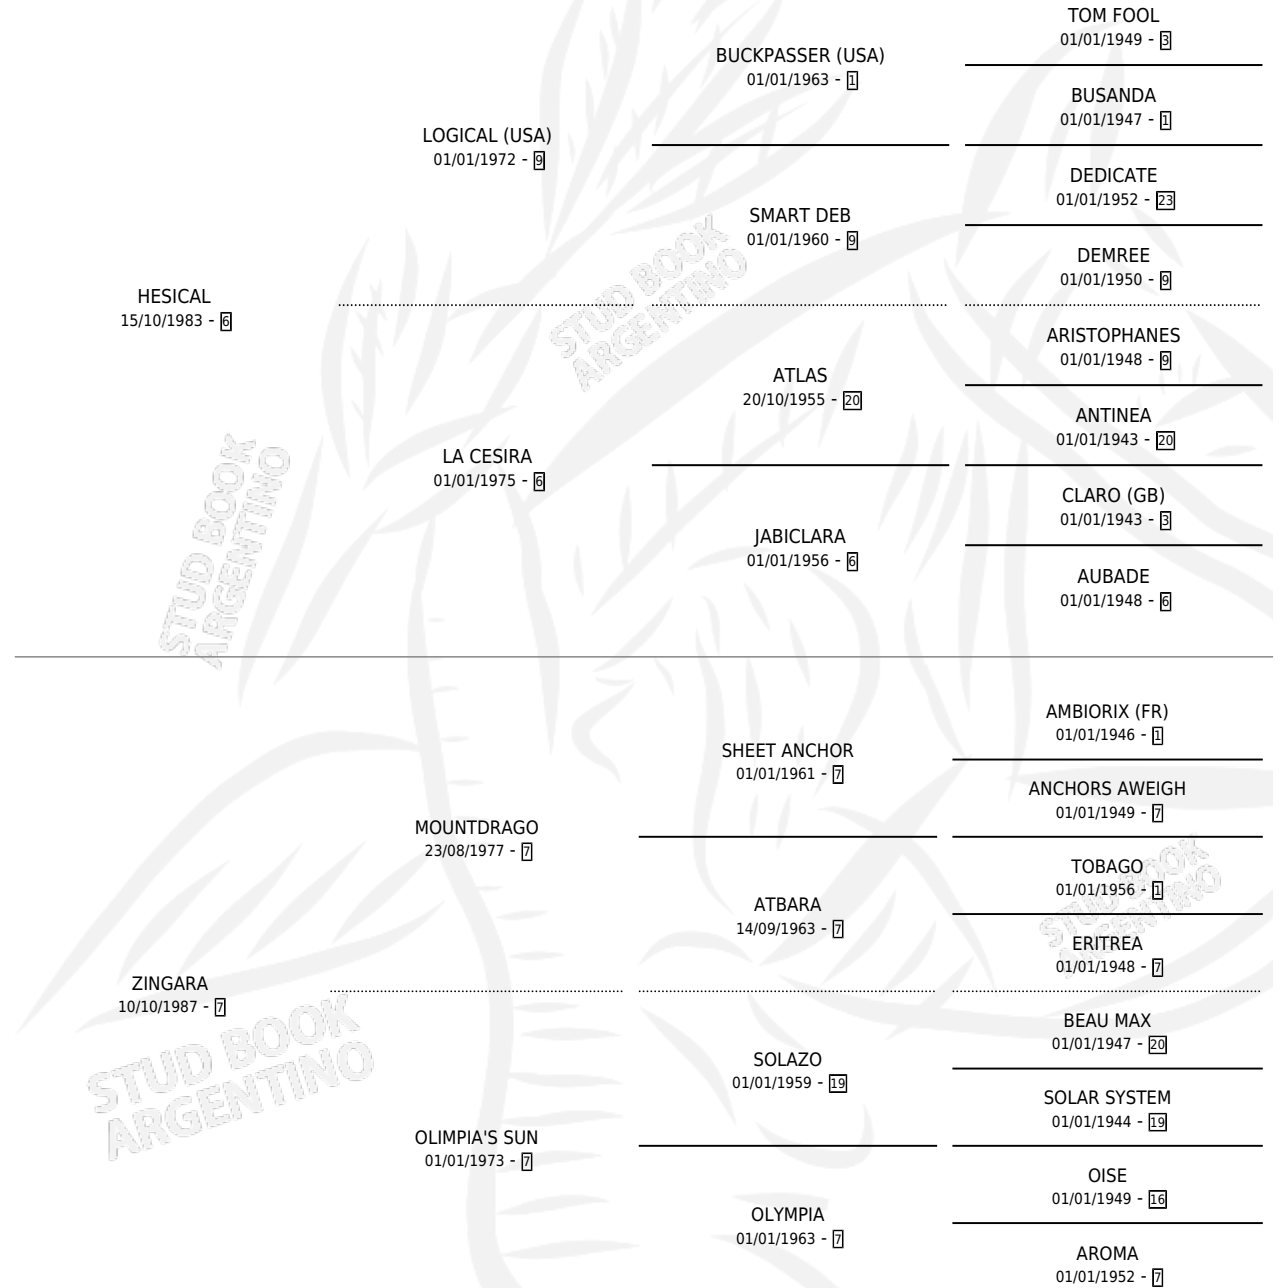 TOM FOOL
01/01/1949 - 3
BUCKPASSER (USA)
01/01/1963 - 1
BUSANDA
01/01/1947 - 1
LOGICAL (USA)
01/01/1972 - 9
DEDICATE
01/01/1952 - 23
SMART DEB
01/01/1960 - 9
DEMREE
01/01/1950 - 9
HESICAL
15/10/1983 - 6
ARISTOPHANES
01/01/1948 - 9
ATLAS
20/10/1955 - 20
ANTINEA
01/01/1943 - 20
LA CESIRA
01/01/1975 - 6
CLARO (GB)
01/01/1943 - 3
JABICLARA
01/01/1956 - 6
AUBADE
01/01/1948 - 6
AMBIORIX (FR)
01/01/1946 - 1
SHEET ANCHOR
01/01/1961 - 7
ANCHORS AWEIGH
01/01/1949 - 7
MOUNTDRAGO
23/08/1977 - 7
TOBAGO
01/01/1956 - 1
ATBARA
14/09/1963 - 7
ERITREA
01/01/1948 - 7
ZINGARA
10/10/1987 - 7
BEAU MAX
01/01/1947 - 20
SOLAZO
01/01/1959 - 19
SOLAR SYSTEM
01/01/1944 - 19
OLIMPIA'S SUN
01/01/1973 - 7
OISE
01/01/1949 - 16
OLYMPIA
01/01/1963 - 7
AROMA
01/01/1952 - 7
STUD BOOK
ARGENTINO
STUD BOOK
ARGENTINO
STUD BOOK
ARGENTINO
STUD BOOK
ARGENTINO